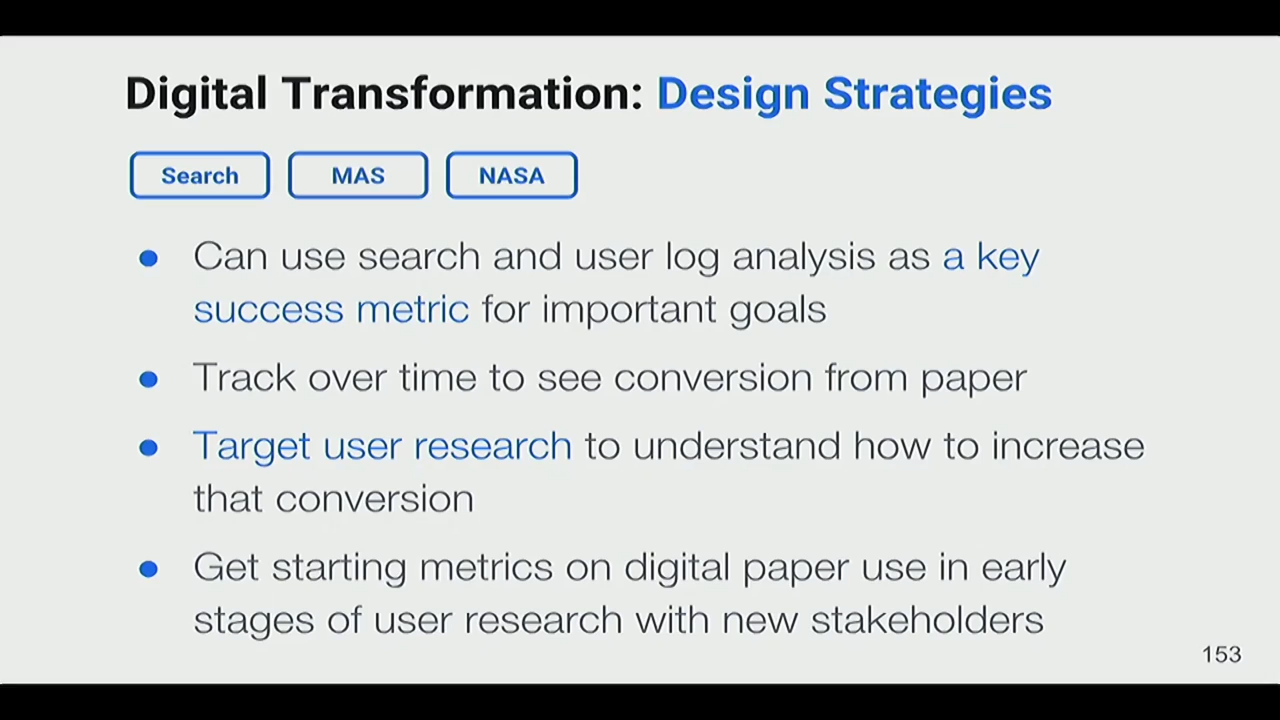 Digital Transformation: Design Strategies
Search MAS NASA
● Can use search and user log analysis as a key
success metric for important goals
● Track over time to see conversion from paper
● Target user research to understand how to increase
that conversion
● Get starting metrics on digital paper use in early
stages of user research with new stakeholders
153